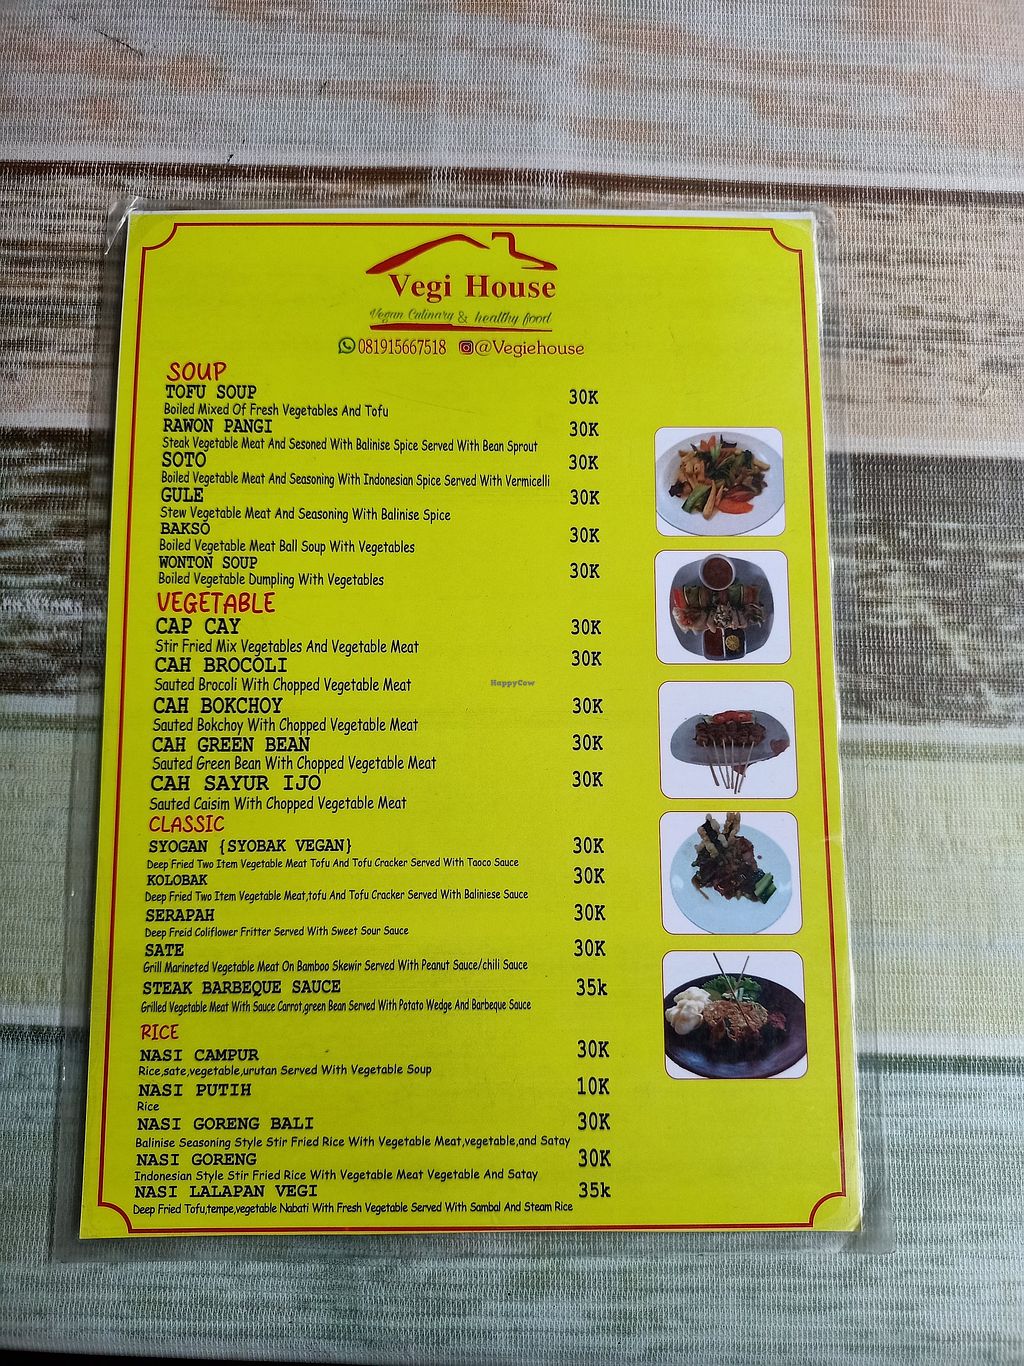 Vegi House
Vegan Culinary & healthy food
081915667518 @Vegiehouse
SOUP
TOFU SOUP 30K
Boiled Mixed Of Fresh Vegetables And Tofu
RAWON PANGI 30K
Steak Vegetable Meat And Sesoned With Balinise Spice Served With Bean Sprout
SOTO 30K
Boiled Vegetable Meat And Seasoning With Indonesian Spice Served With Vermicelli
GULE 30K
Stew Vegetable Meat And Seasoning With Balinise Spice
BAKSO 30K
Boiled Vegetable Meat Ball Soup With Vegetables
WONTON SOUP 30K
Boiled Vegetable Dumpling With Vegetables
VEGETABLE
CAP CAY 30K
Stir Fried Mix Vegetables And Vegetable Meat
CAH BROCOLI 30K
Sauted Brocoli With Chopped Vegetable Meat
HappyCow
CAH BOKCHOY 30K
Sauted Bokchoy With Chopped Vegetable Meat
CAH GREEN BEAN 30K
Sauted Green Bean With Chopped Vegetable Meat
CAH SAYUR IJO 30K
Sauted Caisim With Chopped Vegetable Meat
CLASSIC
SYOGAN {SYOBAK VEGAN} 30K
Deep Fried Two Item Vegetable Meat Tofu And Tofu Cracker Served With Taoco Sauce
KOLOBAK 30K
Deep Fried Two Item Vegetable Meat,tofu And Tofu Cracker Served With Baliniese Sauce
SERAPAH 30K
Deep Freid Coliflower Fritter Served With Sweet Sour Sauce
SATE 30K
Grill Marineted Vegetable Meat On Bamboo Skewir Served With Peanut Sauce/chili Sauce
STEAK BARBEQUE SAUCE 35k
Grilled Vegetable Meat With Sauce Carrot,green Bean Served With Potato Wedge And Barbeque Sauce
RICE
NASI CAMPUR 30K
Rice,sate,vegetable,urutan Served With Vegetable Soup
NASI PUTIH 10K
Rice
NASI GORENG BALI 30K
Balinise Seasoning Style Stir Fried Rice With Vegetable Meat,vegetable,and Satay
NASI GORENG 30K
Indonesian Style Stir Fried Rice With Vegetable Meat Vegetable And Satay
NASI LALAPAN VEGI 35k
Deep Fried Tofu,tempe,vegetable Nabati With Fresh Vegetable Served With Sambal And Steam Rice